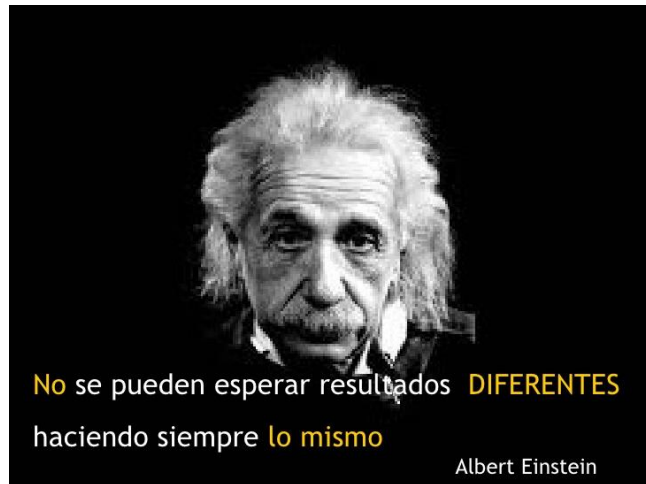 No se pueden esperar resultados DIFERENTES
haciendo siempre lo mismo
Albert Einstein